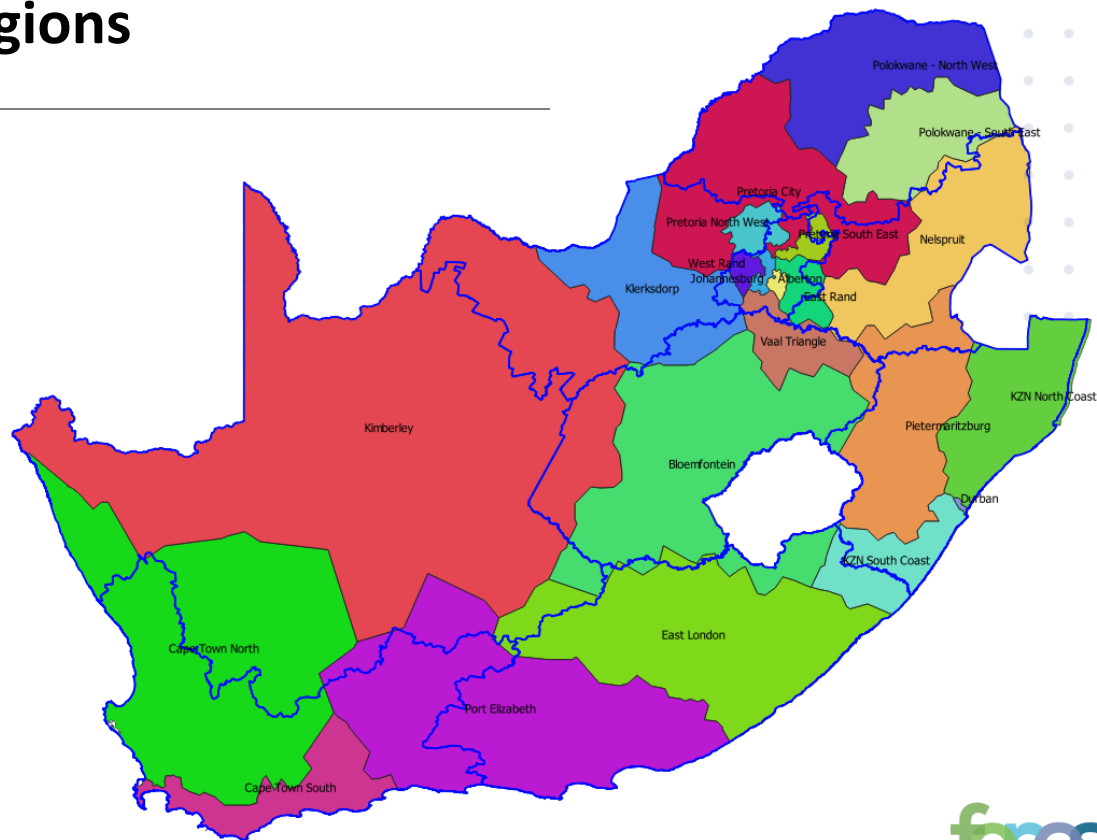 gions
Polokwane - North West
Polokwane - South East
Pretoria City
Pretoria North West
Pretoria South East
Nelspruit
West Rand
Johannesburg
Alberton
Klerksdorp
East Rand
Vaal Triangle
KZN North Coast
Kimberley
Pietermaritzburg
Bloemfontein
Durban
KZN South Coast
East London
Cape Town North
Port Elizabeth
Cape Town South